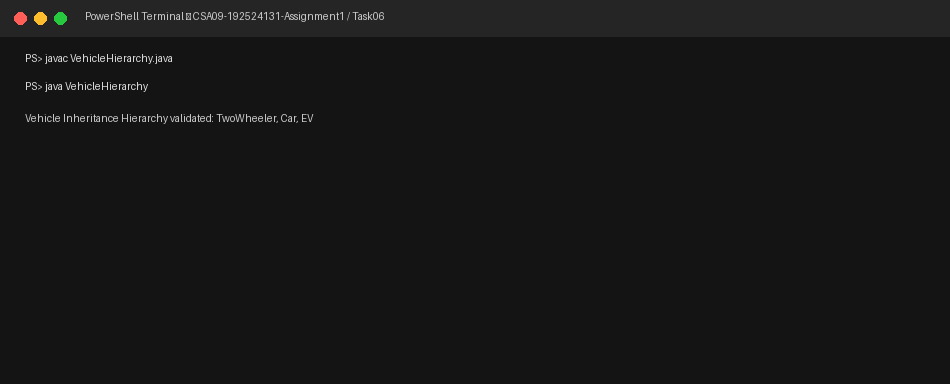 PowerShell Terminal CSA09-192524131-Assignment1 / Task06
PS> javac VehicleHierarchy.java
PS> java VehicleHierarchy
Vehicle Inheritance Hierarchy validated: TwoWheeler, Car, EV